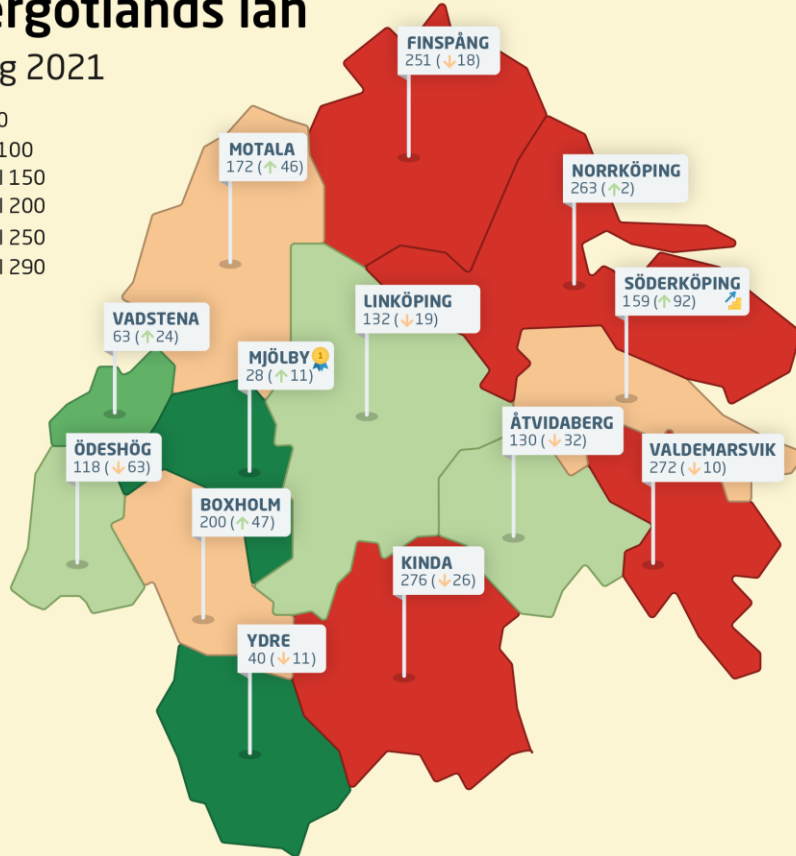 ergötlands län
g 2021
0
100
150
200
250
290
FINSPÅNG
251 (↓18)
MOTALA
172 (↑46)
NORRKÖPING
263 (↑2)
SÖDERKÖPING
159 (↑92)
LINKÖPING
132 (↓19)
VADSTENA
63 (↑24)
MJÖLBY 1
28 (↑11)
ÅTVIDABERG
130 (↓32)
ÖDESHÖG
118 (↓63)
VALDEMARSVIK
272 (↓10)
BOXHOLM
200 (↑47)
KINDA
276 (↓26)
YDRE
40 (↓11)